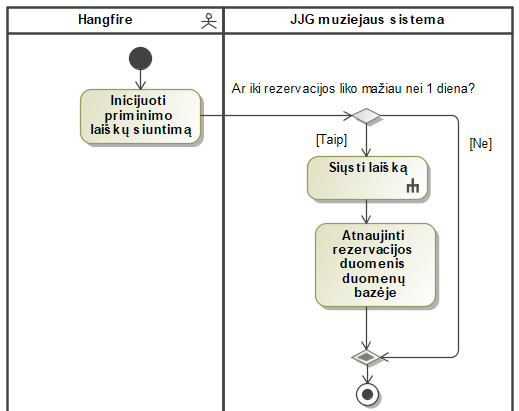 Hangfire
JJG muziejaus sistema
Inicijuoti
priminimo
laiškų siuntimą
Ar iki rezervacijos liko mažiau nei 1 diena?
[Taip]
[Ne]
Siųsti laišką
Atnaujinti
rezervacijos
duomenis
duomenų
bazėje